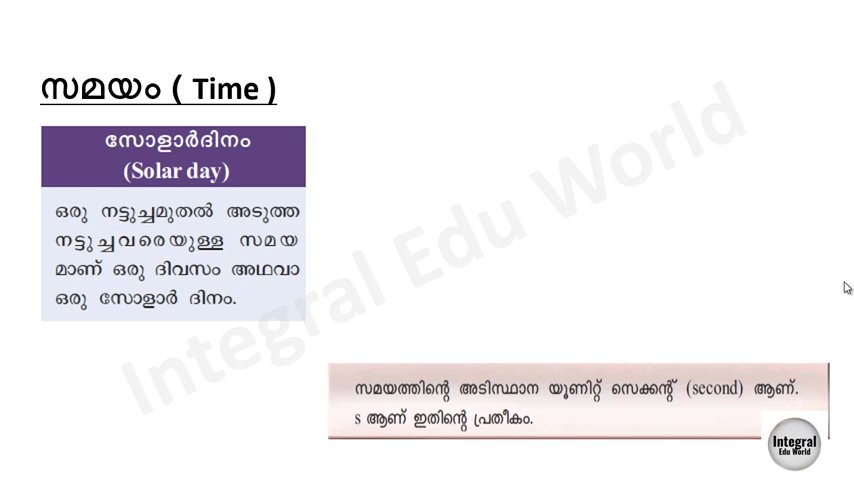 സമയം ( Time )
സോളാർദിനം
(Solar day)
ഒരു നട്ടുച്ചമുതൽ അടുത്ത
നട്ടുച്ചവരെയുള്ള സമയ
മാണ് ഒരു ദിവസം അഥവാ
ഒരു സോളാർ ദിനം.
Integral Edu World
സമയത്തിന്റെ അടിസ്ഥാന യൂണിറ്റ് സെക്കന്റ് (second) ആണ്.
s ആണ് ഇതിന്റെ പ്രതീകം.
Integral
Edu World